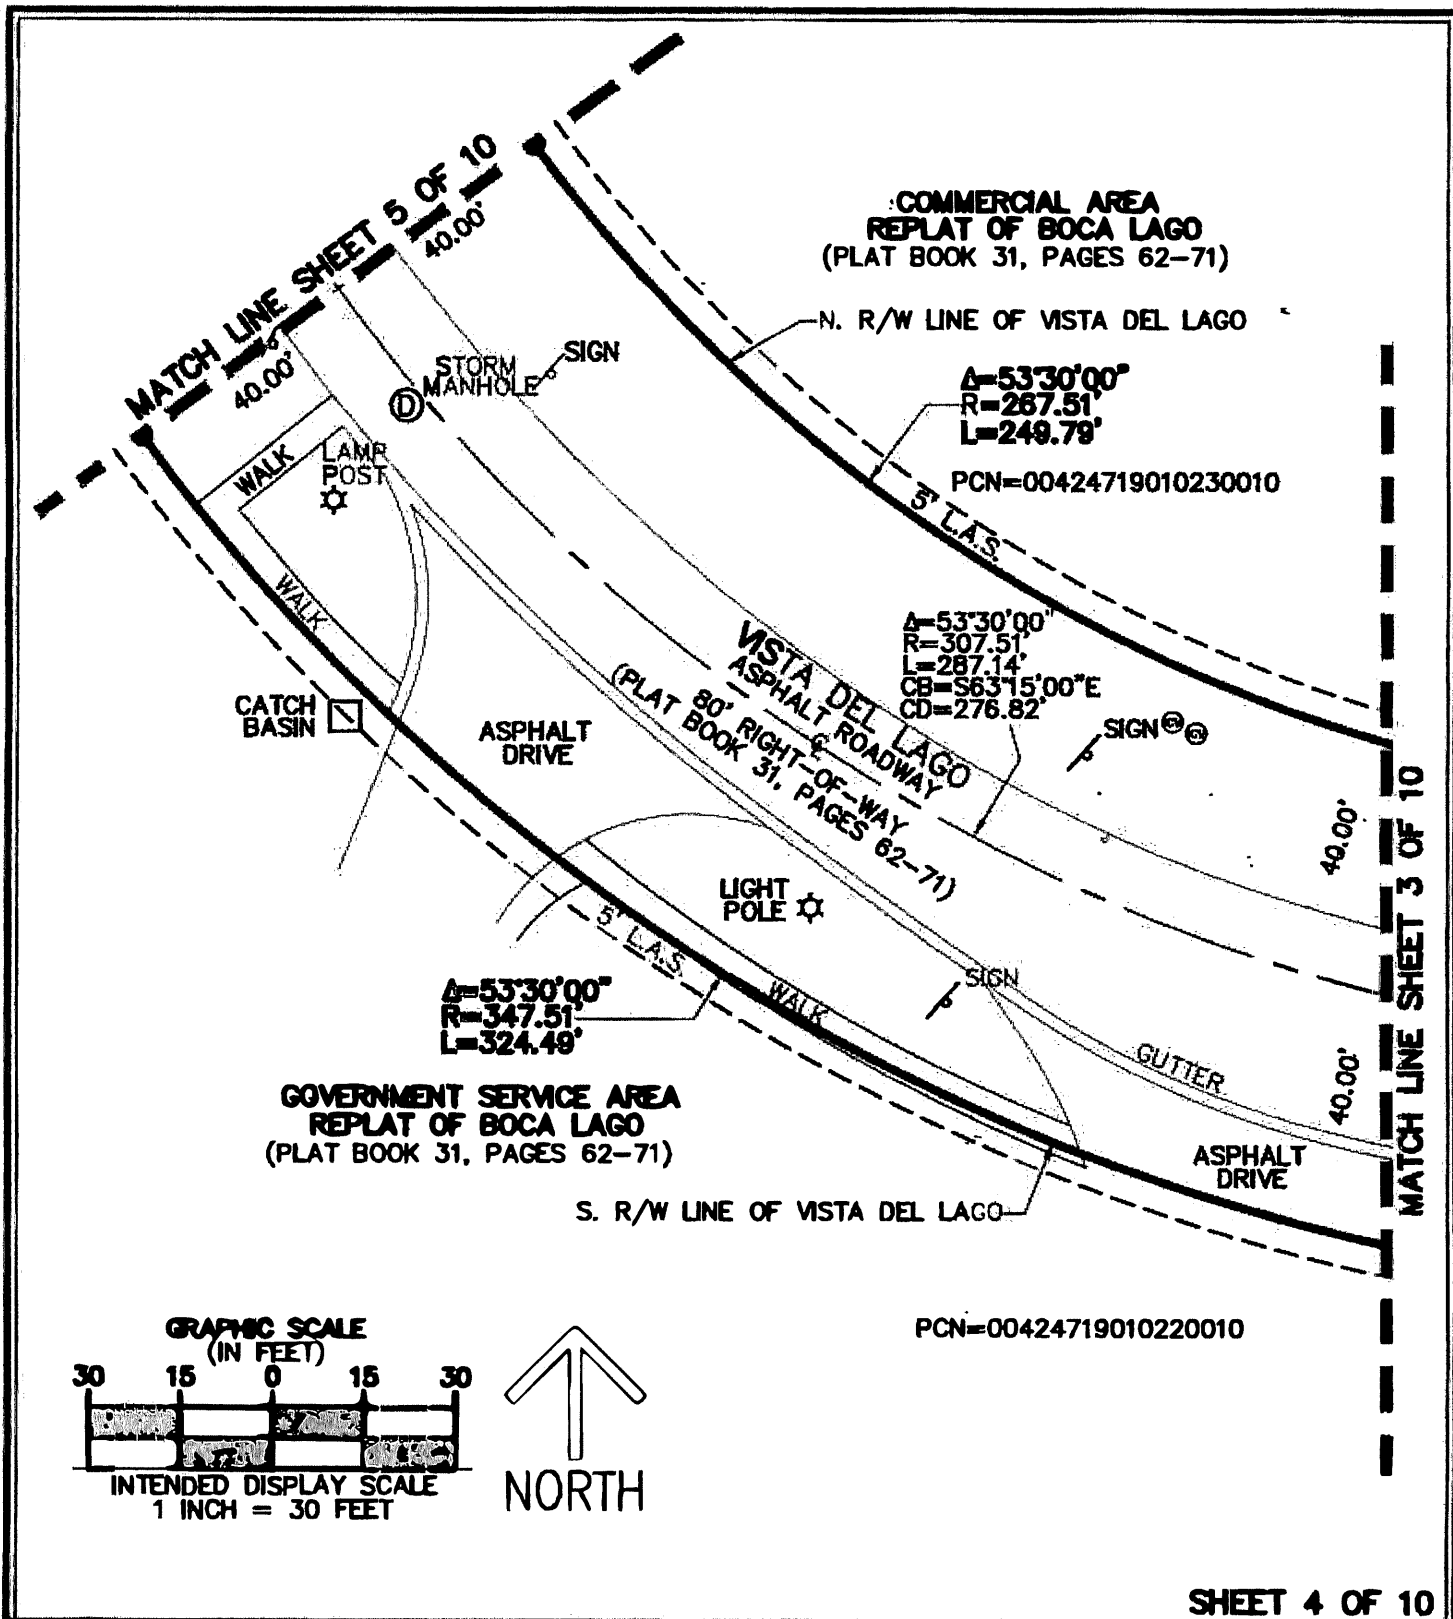 MATCH LINE SHEET 5 OF 10
40.00'
40.00'
COMMERCIAL AREA
REPLAT OF BOCA LAGO
(PLAT BOOK 31, PAGES 62-71)
N. R/W LINE OF VISTA DEL LAGO
STORM
MANHOLE
SIGN
D
Δ=53°30'00"
R=267.51'
L=249.79'
PCN=00424719010230010
5' L.A.S.
WALK
LAMP
POST
WALK
CATCH
BASIN
ASPHALT
DRIVE
VISTA DEL LAGO
ASPHALT ROADWAY
℄
80' RIGHT-OF-WAY
(PLAT BOOK 31, PAGES 62-71)
Δ=53°30'00"
R=307.51'
L=287.14'
CB=S63°15'00"E
CD=276.82'
SIGN
40.00'
MATCH LINE SHEET 3 OF 10
LIGHT
POLE
5' L.A.S.
SIGN
WALK
Δ=53°30'00"
R=347.51'
L=324.49'
GUTTER
40.00'
GOVERNMENT SERVICE AREA
REPLAT OF BOCA LAGO
(PLAT BOOK 31, PAGES 62-71)
ASPHALT
DRIVE
S. R/W LINE OF VISTA DEL LAGO
PCN=00424719010220010
GRAPHIC SCALE
(IN FEET)
30 15 0 15 30
INTENDED DISPLAY SCALE
1 INCH = 30 FEET
NORTH
SHEET 4 OF 10